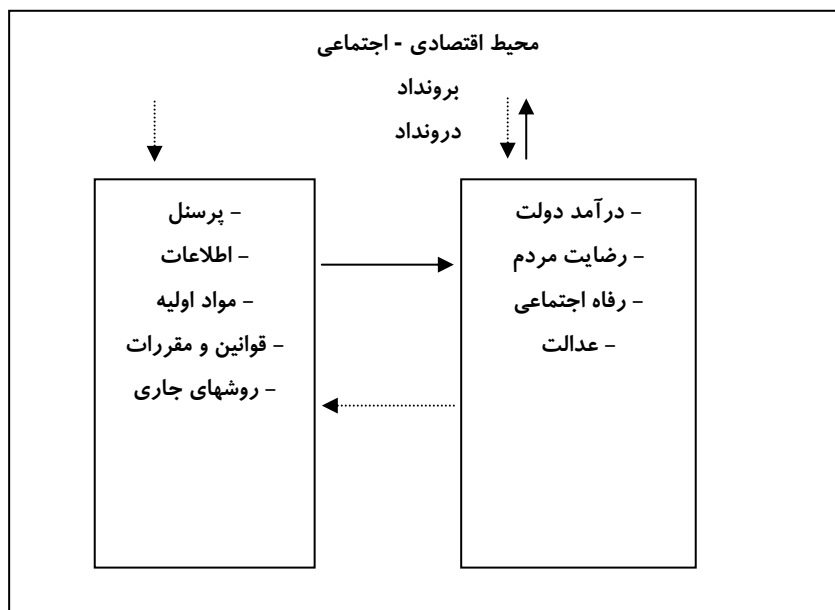 محیط اقتصادی - اجتماعی
برونداد
درونداد
– درآمد دولت
– رضایت مردم
– رفاه اجتماعی
– عدالت
– پرسنل
– اطلاعات
– مواد اولیه
– قوانین و مقررات
– روشهای جاری